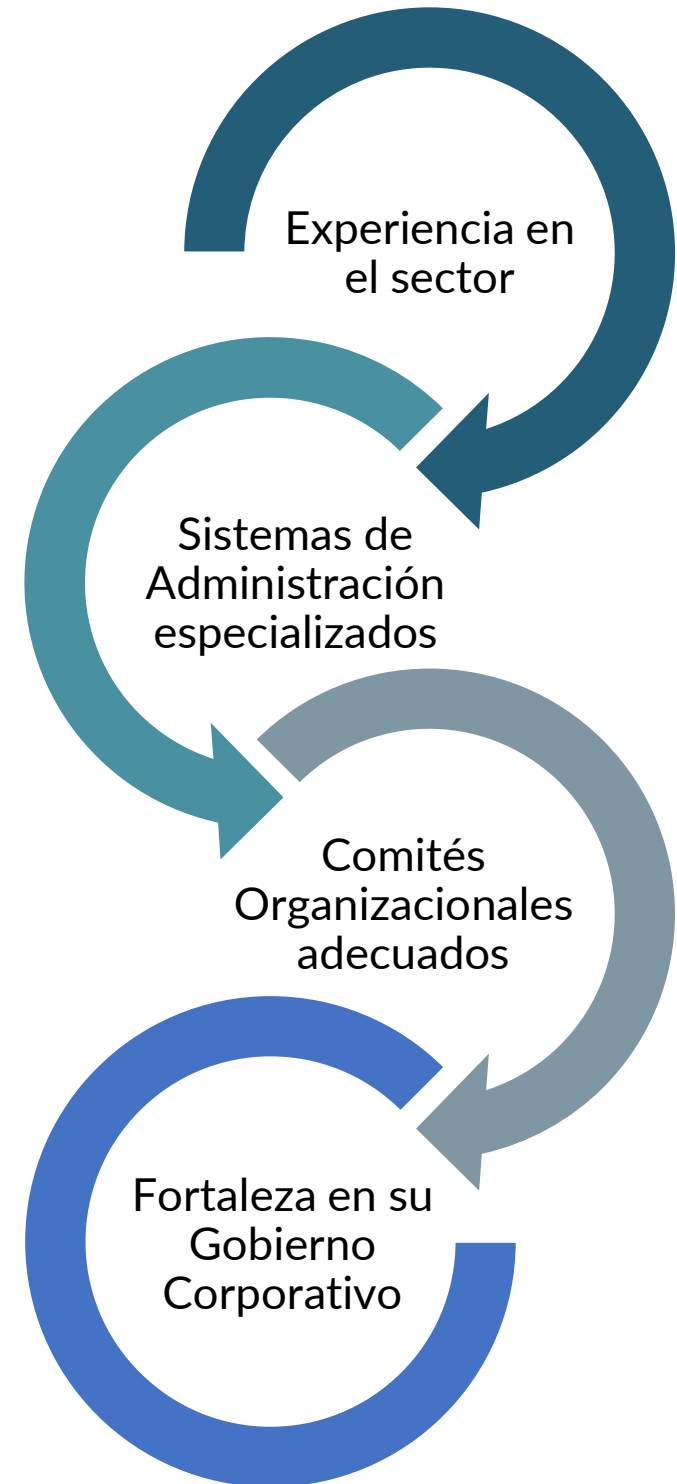 Experiencia en
el sector
Sistemas de
Administración
especializados
Comités
Organizacionales
adecuados
Fortaleza en su
Gobierno
Corporativo